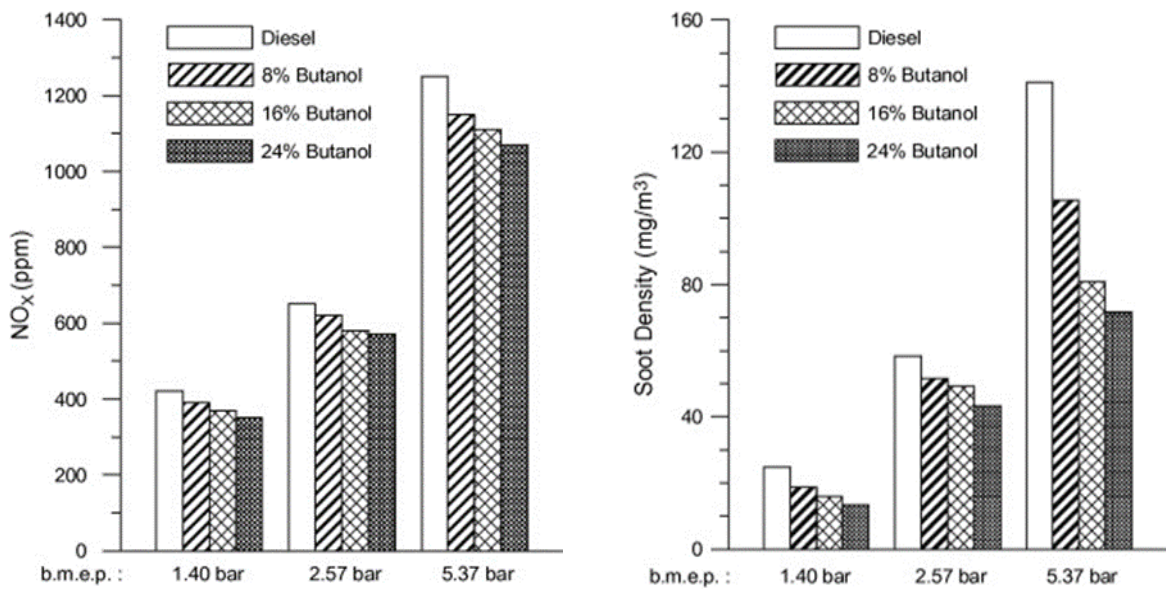 1400
1200
1000
800
600
400
200
0
NOX (ppm)
Diesel
8% Butanol
16% Butanol
24% Butanol
b.m.e.p. : 1.40 bar 2.57 bar 5.37 bar
160
120
80
40
0
Soot Density (mg/m³)
Diesel
8% Butanol
16% Butanol
24% Butanol
b.m.e.p. : 1.40 bar 2.57 bar 5.37 bar